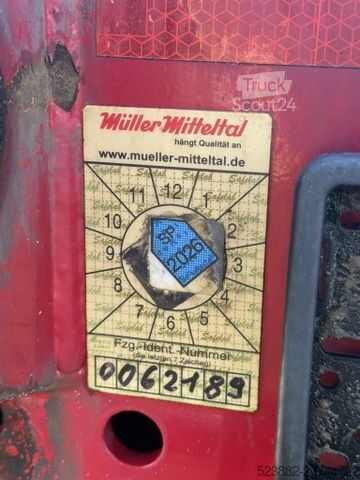 Truck
Scout24
Müller Mitteltal
hängt Qualität an
www.mueller-mitteltal.de
11 12 1
10 2
9 3
8 4
7 6 5
SP
2026
Fzg.-Ident.-Nummer
(die letzten 7 Zeichen)
0062189